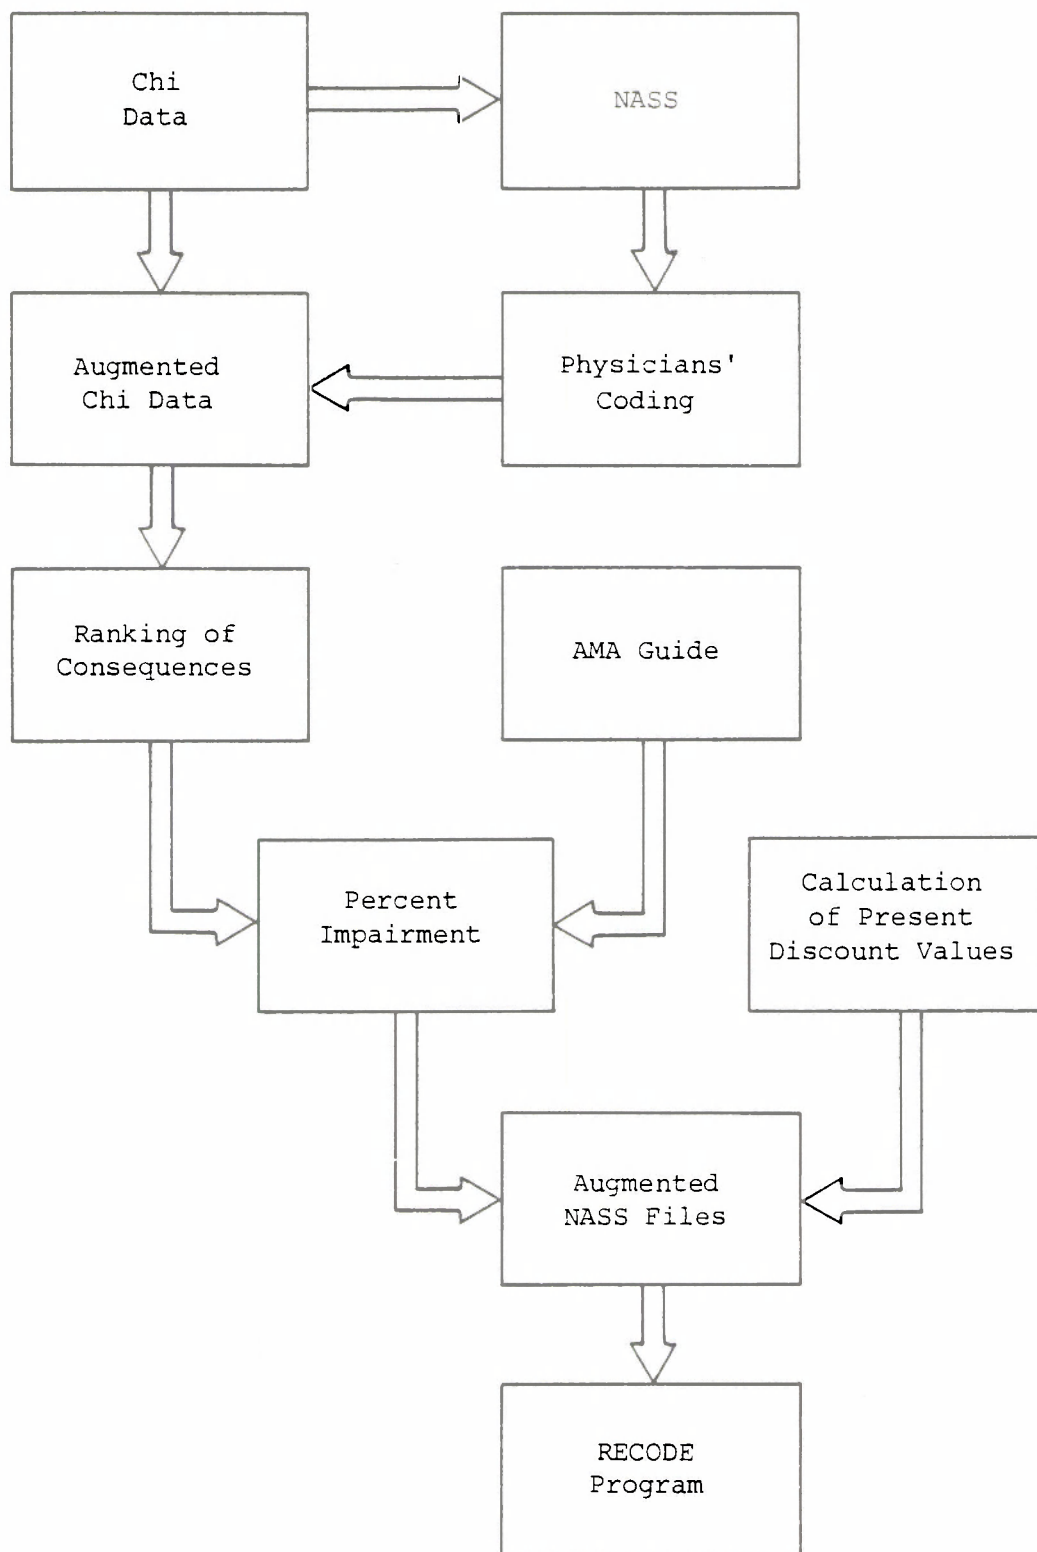 Chi
Data
NASS
Augmented
Chi Data
Physicians'
Coding
Ranking of
Consequences
AMA Guide
Percent
Impairment
Calculation
of Present
Discount Values
Augmented
NASS Files
RECODE
Program